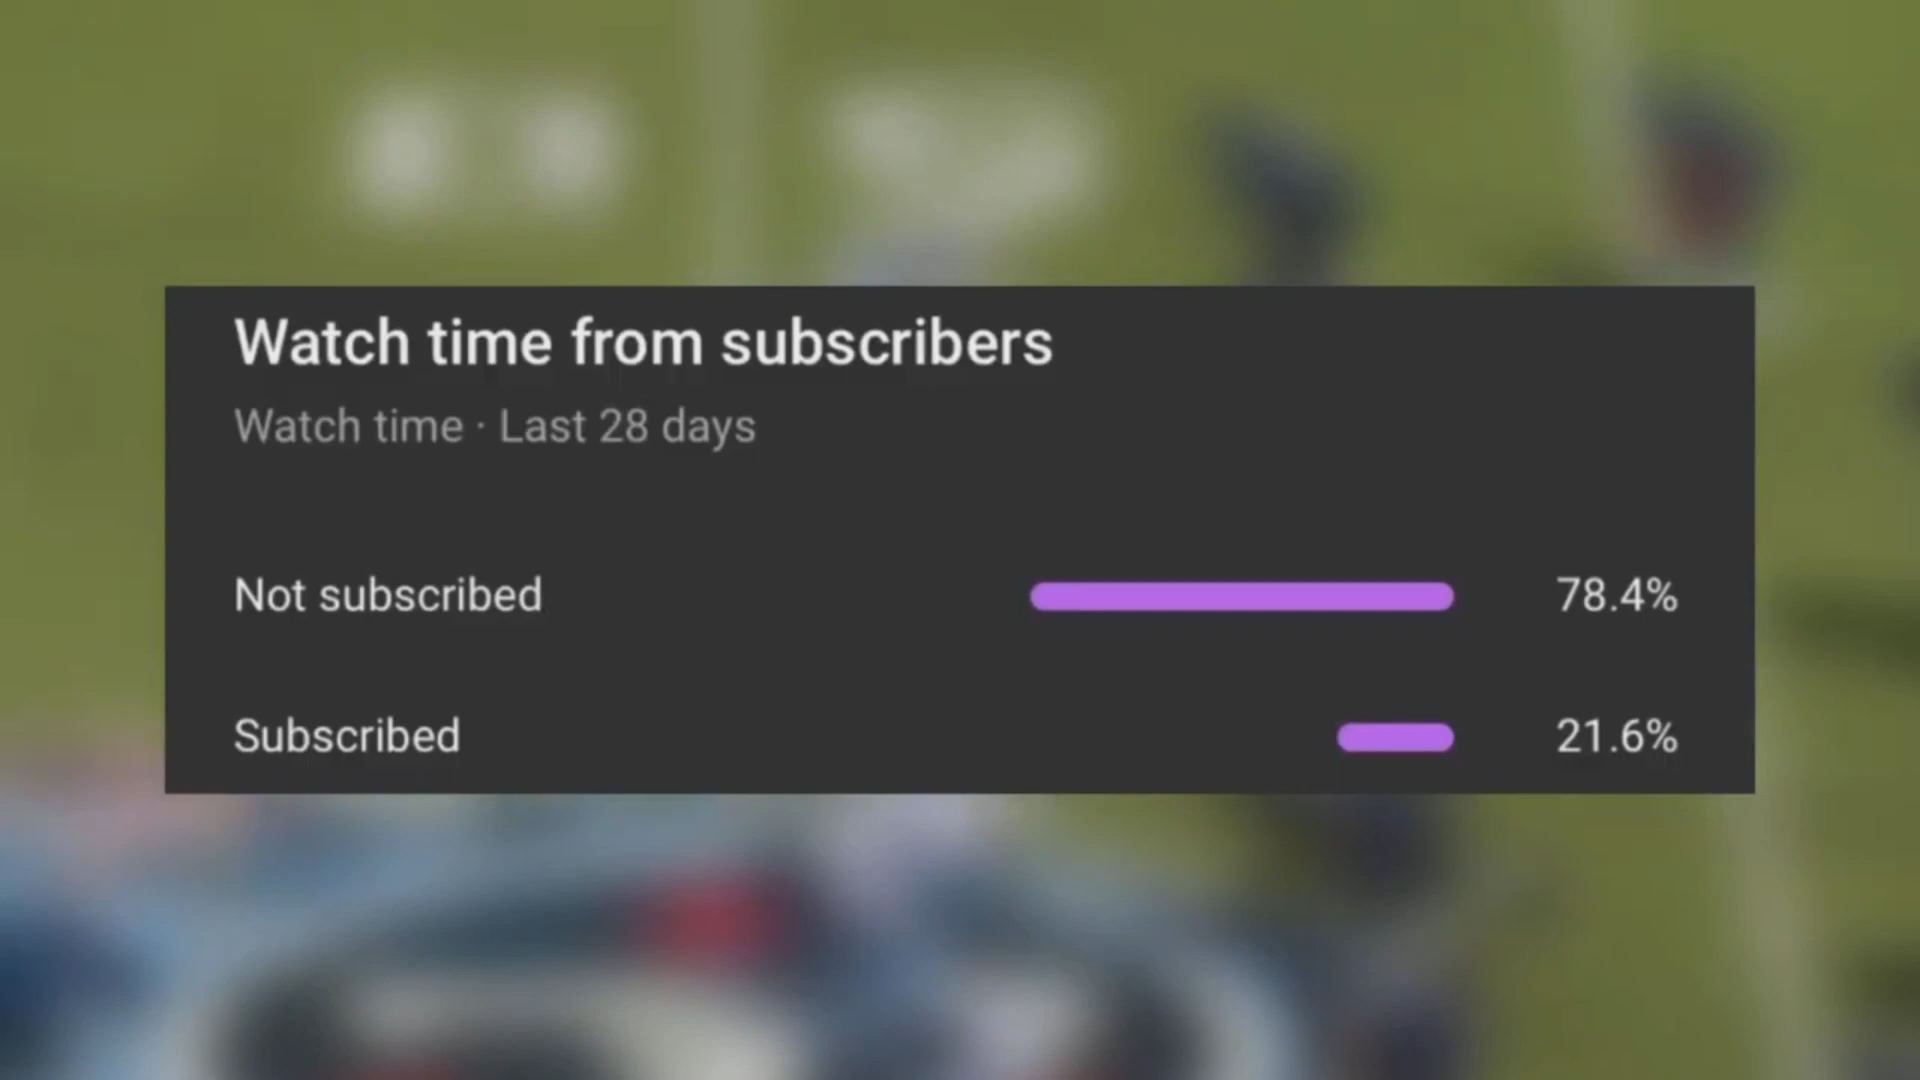 Watch time from subscribers
Watch time · Last 28 days
Not subscribed 78.4%
Subscribed 21.6%